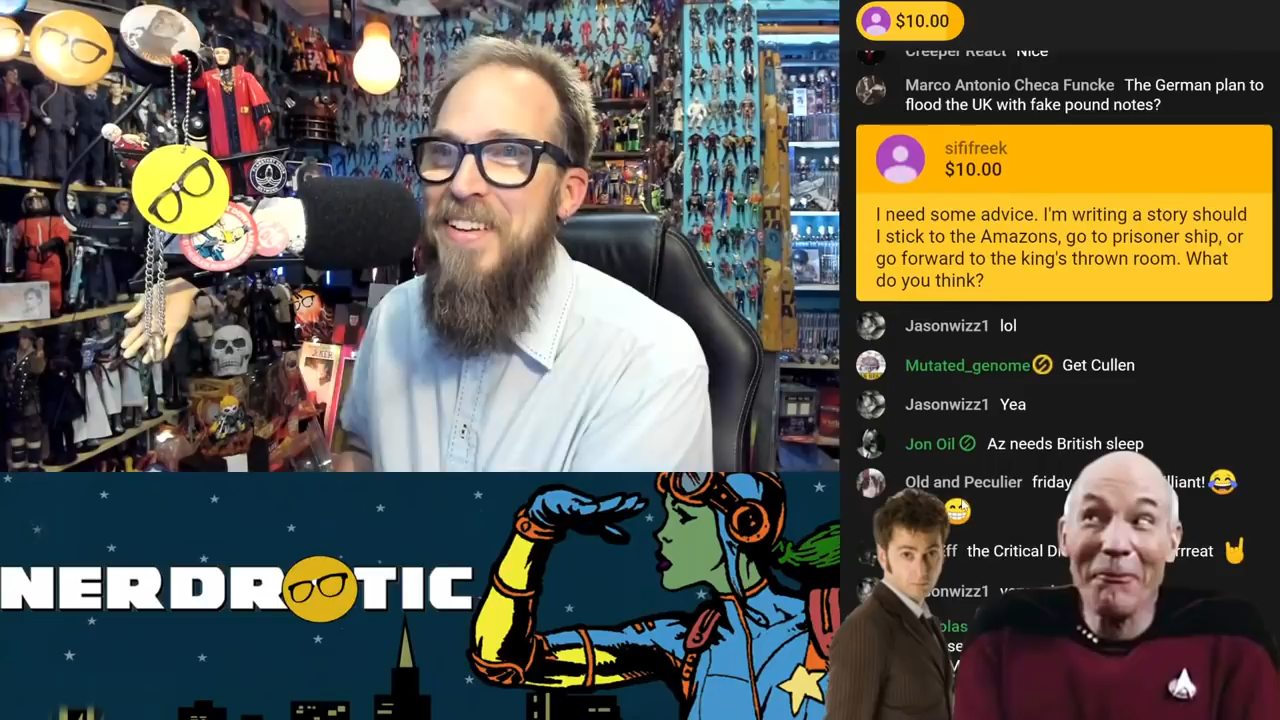 $10.00
Creeper React Nice
Marco Antonio Checa Funcke The German plan to
flood the UK with fake pound notes?
sififreek
$10.00
I need some advice. I'm writing a story should
I stick to the Amazons, go to prisoner ship, or
go forward to the king's thrown room. What
do you think?
Jasonwizz1 lol
Mutated_genome Get Cullen
Jasonwizz1 Yea
Jon Oil Az needs British sleep
Old and Peculier friday
the Critical
NERDROTIC
JOKER